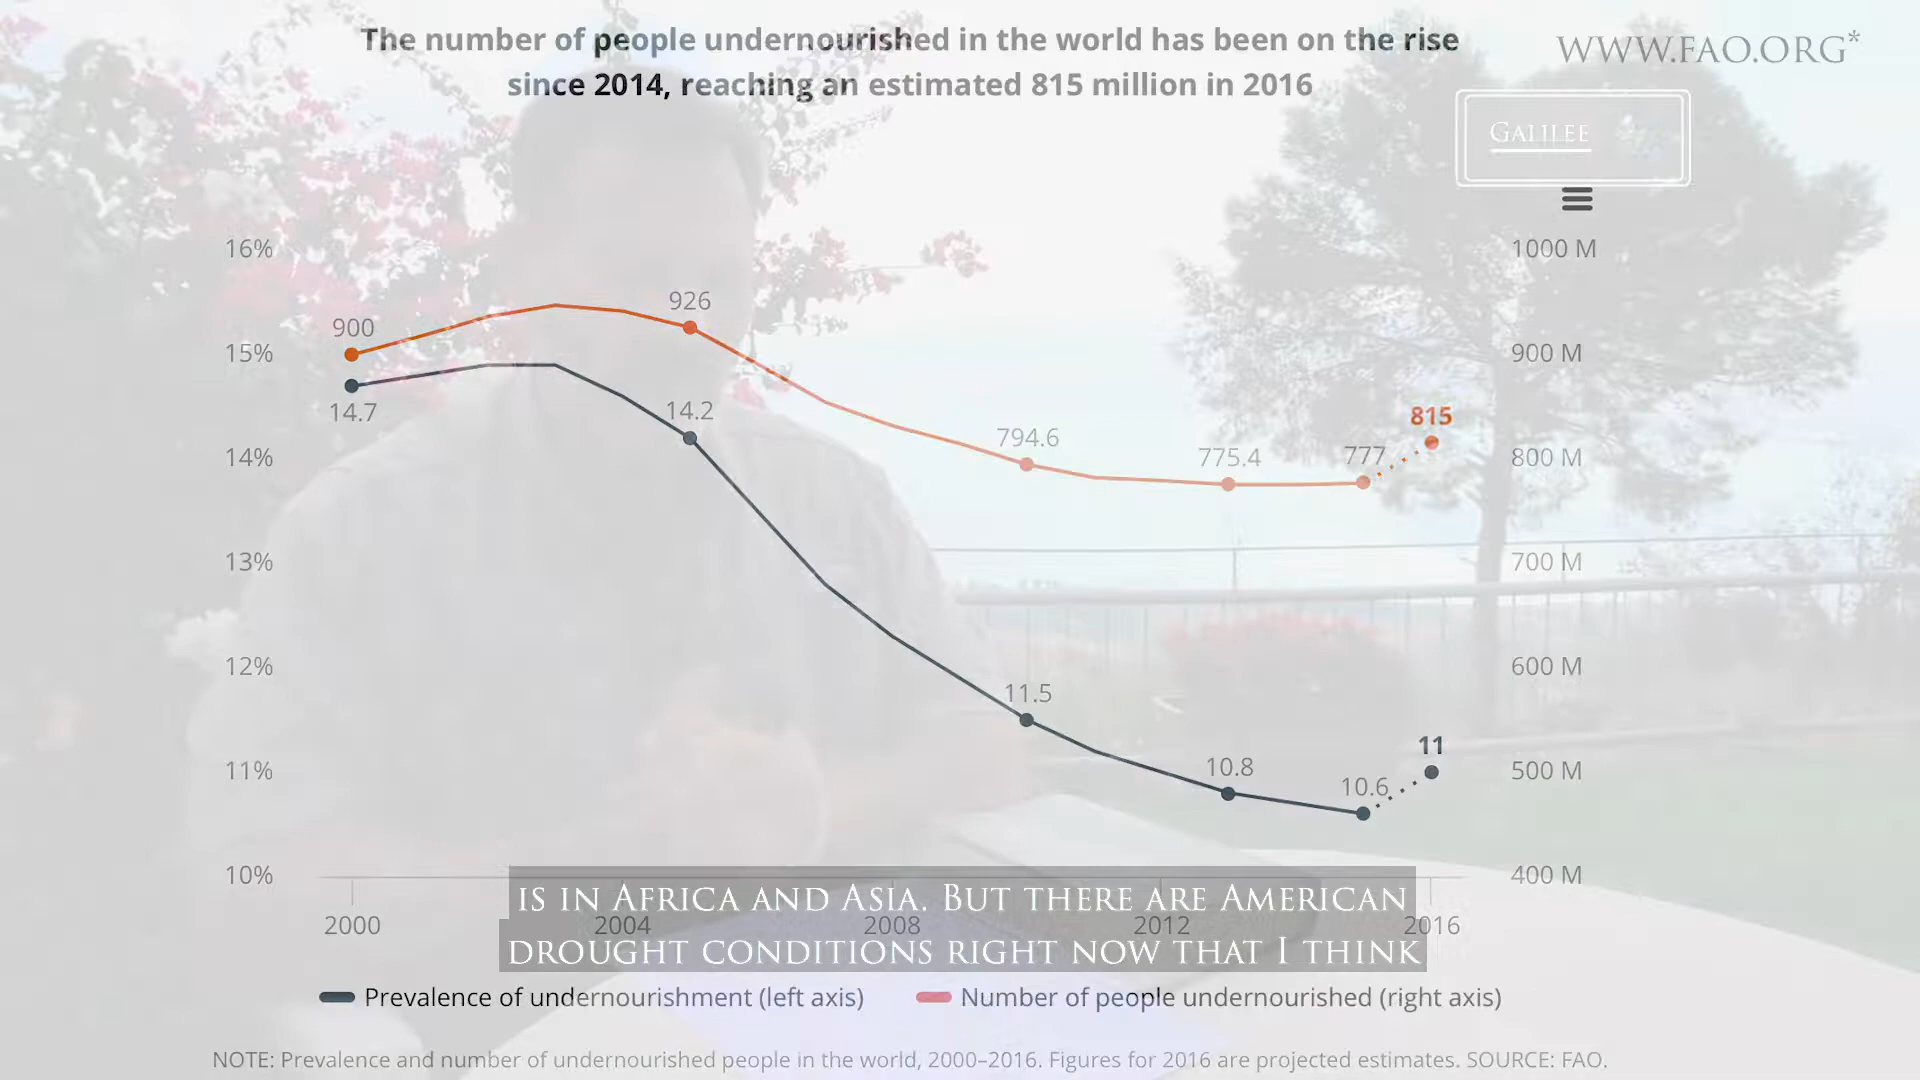 The number of people undernourished in the world has been on the rise
since 2014, reaching an estimated 815 million in 2016
WWW.FAO.ORG*
GALILEE
16%
1000 M
900
926
15%
900 M
14.7
14.2
815
794.6
775.4
777
14%
800 M
13%
700 M
12%
600 M
11.5
11
10.8
10.6
11%
500 M
10%
400 M
IS IN AFRICA AND ASIA. BUT THERE ARE AMERICAN
2000
2004
2008
2012
2016
DROUGHT CONDITIONS RIGHT NOW THAT I THINK
Prevalence of undernourishment (left axis)
Number of people undernourished (right axis)
NOTE: Prevalence and number of undernourished people in the world, 2000–2016. Figures for 2016 are projected estimates. SOURCE: FAO.